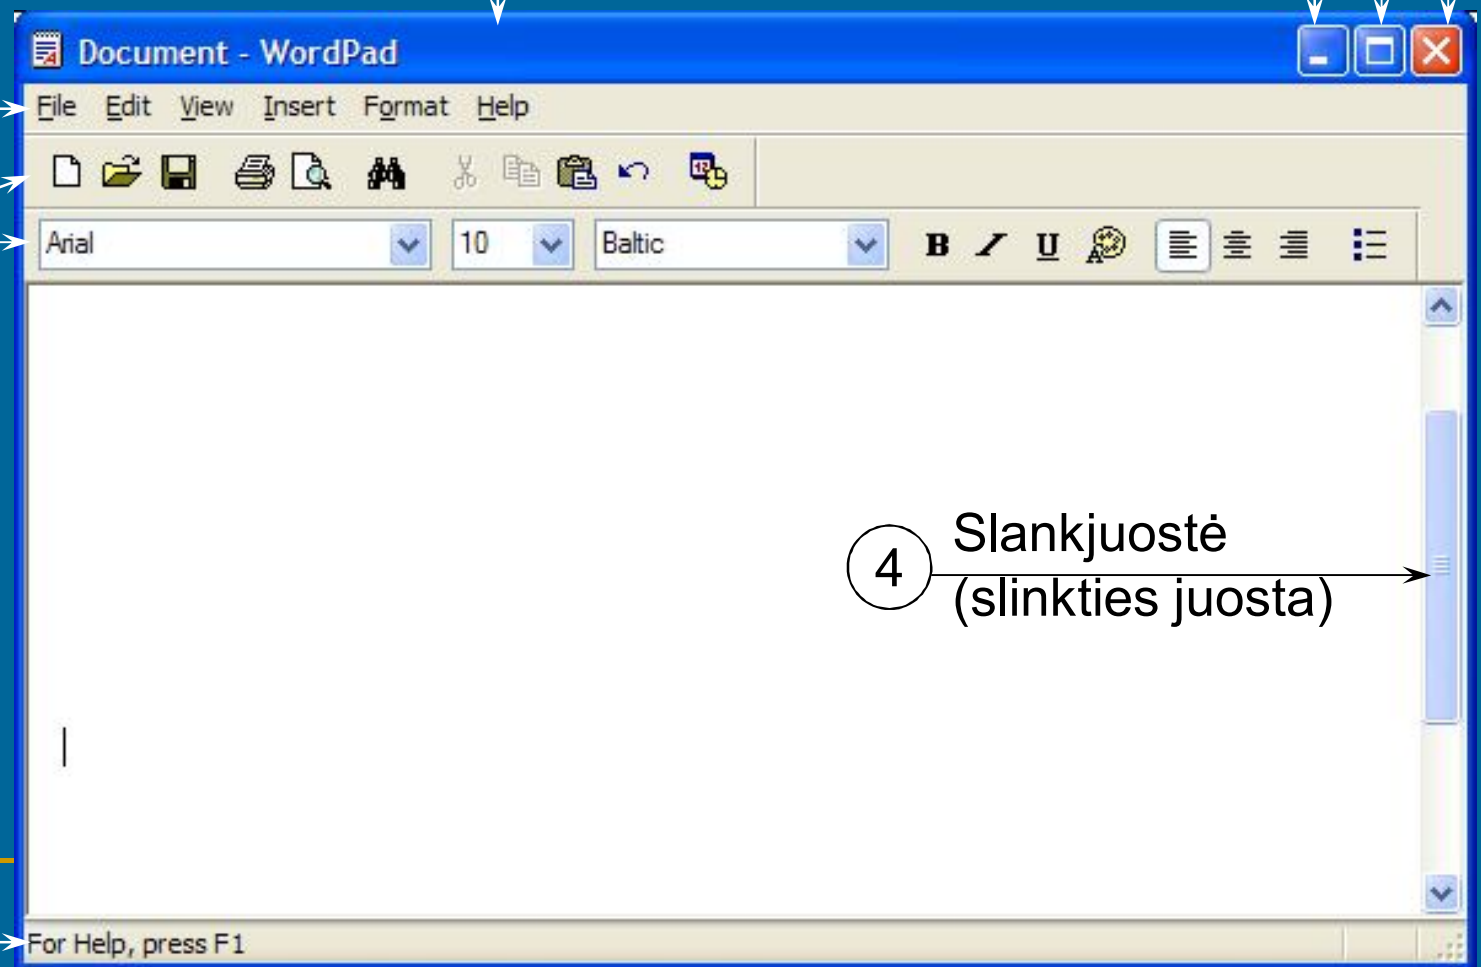 Document - WordPad
File Edit View Insert Format Help
Arial 10 Baltic B I U
4 Slankjuostė
(slinkties juosta)
For Help, press F1